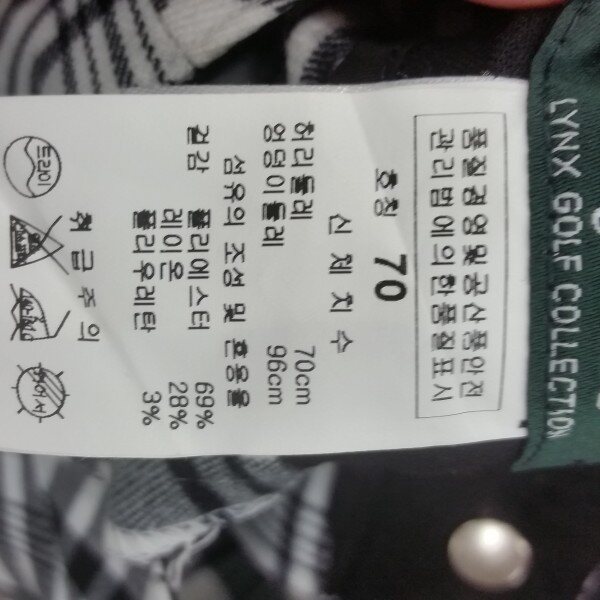 LYNX GOLF COLLECTION
품질경영및공산품안전
관리법에의한품질표시
호칭 70
신체치수
허리둘레 70cm
엉덩이둘레 96cm
섬유의 조성 및 혼용율
겉감 폴리에스터 69%
레이온 28%
폴리우레탄 3%
취급주의
드라이